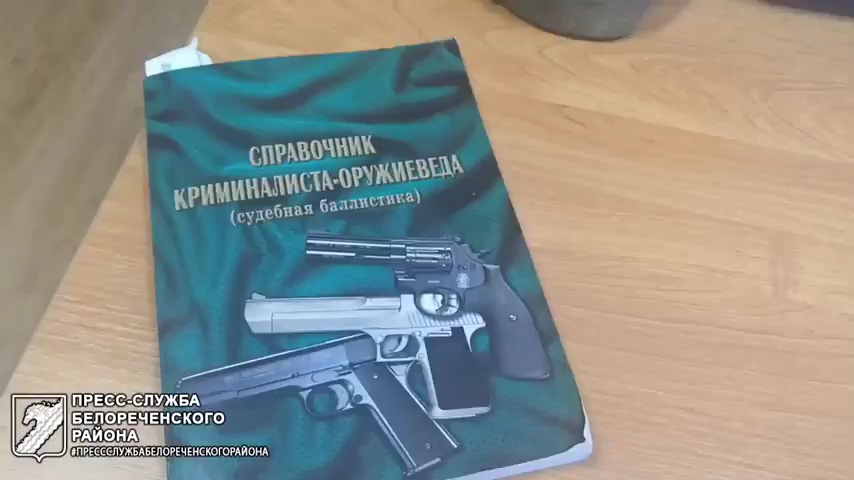 СПРАВОЧНИК
КРИМИНАЛИСТА-ОРУЖИЕВЕДА
(судебная баллистика)
ПРЕСС-СЛУЖБА
БЕЛОРЕЧЕНСКОГО
РАЙОНА
#ПРЕССЛУЖБАБЕЛОРЕЧЕНСКОГОРАЙОНА